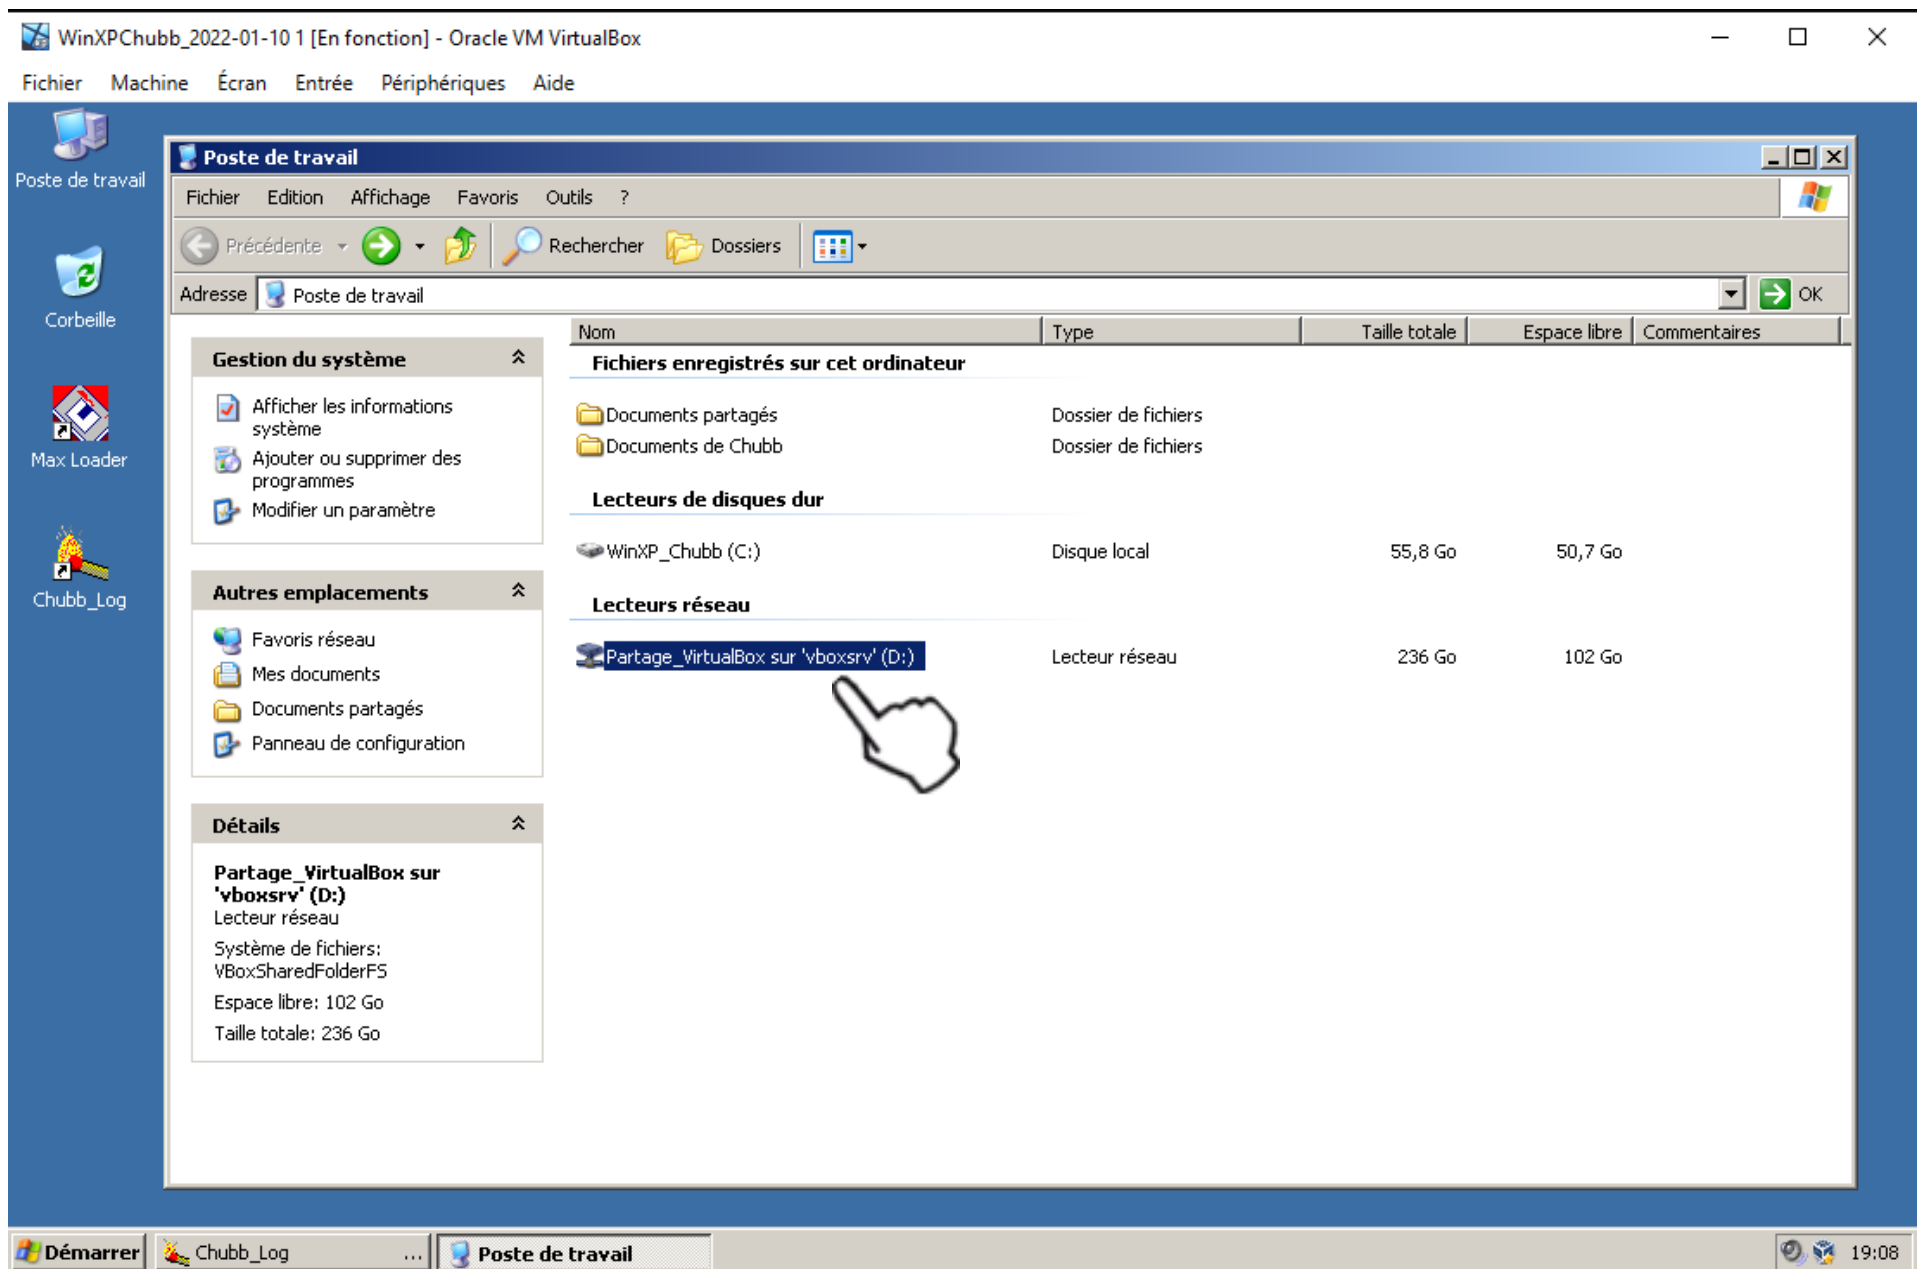 WinXPChubb_2022-01-10 1 [En fonction] - Oracle VM VirtualBox
Fichier Machine Écran Entrée Périphériques Aide
Poste de travail
Corbeille
Max Loader
Chubb_Log
Poste de travail
Fichier Edition Affichage Favoris Outils ?
Précédente Rechercher Dossiers
Adresse Poste de travail OK
Gestion du système
Afficher les informations
système
Ajouter ou supprimer des
programmes
Modifier un paramètre
Autres emplacements
Favoris réseau
Mes documents
Documents partagés
Panneau de configuration
Détails
Partage_VirtualBox sur
'vboxsrv' (D:)
Lecteur réseau
Système de fichiers:
VBoxSharedFolderFS
Espace libre: 102 Go
Taille totale: 236 Go
Nom Type Taille totale Espace libre Commentaires
Fichiers enregistrés sur cet ordinateur
Documents partagés Dossier de fichiers
Documents de Chubb Dossier de fichiers
Lecteurs de disques dur
WinXP_Chubb (C:) Disque local 55,8 Go 50,7 Go
Lecteurs réseau
Partage_VirtualBox sur 'vboxsrv' (D:) Lecteur réseau 236 Go 102 Go
Démarrer Chubb_Log ... Poste de travail 19:08